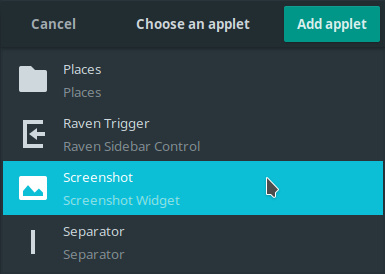 Cancel Choose an applet Add applet
Places
Places
Raven Trigger
Raven Sidebar Control
Screenshot
Screenshot Widget
Separator
Separator